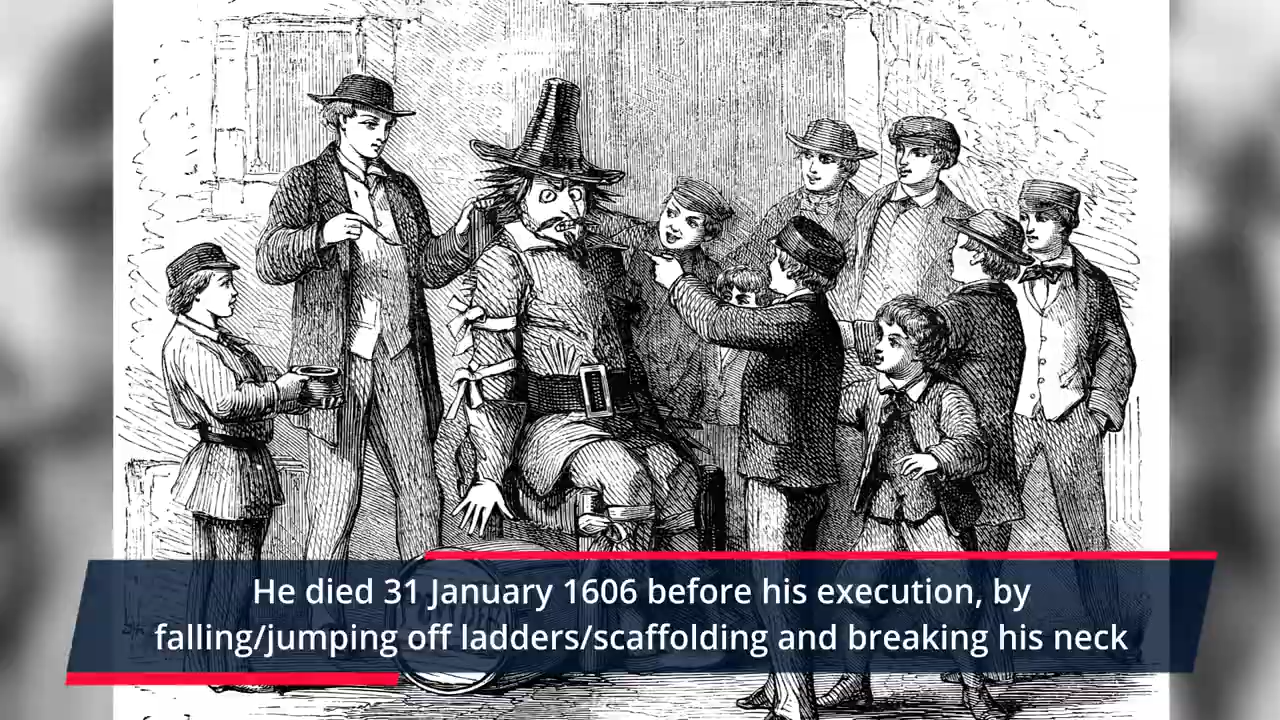 He died 31 January 1606 before his execution, by
falling/jumping off ladders/scaffolding and breaking his neck